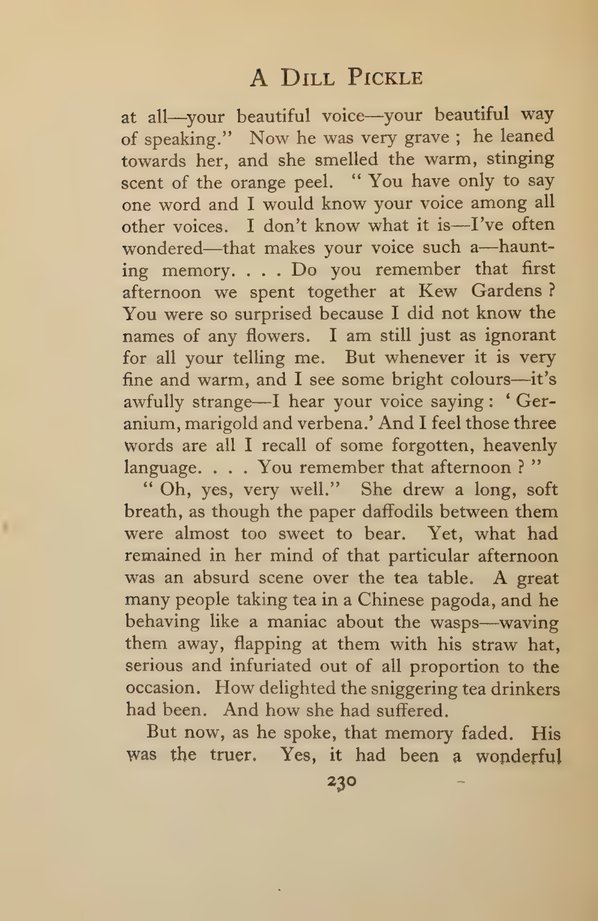 A Dill Pickle
at all—your beautiful voice—your beautiful way
of speaking.” Now he was very grave ; he leaned
towards her, and she smelled the warm, stinging
scent of the orange peel. “ You have only to say
one word and I would know your voice among all
other voices. I don’t know what it is—I’ve often
wondered—that makes your voice such a—haunt-
ing memory. . . . Do you remember that first
afternoon we spent together at Kew Gardens ?
You were so surprised because I did not know the
names of any flowers. I am still just as ignorant
for all your telling me. But whenever it is very
fine and warm, and I see some bright colours—it’s
awfully strange—I hear your voice saying : ‘ Ger-
anium, marigold and verbena.’ And I feel those three
words are all I recall of some forgotten, heavenly
language. . . . You remember that afternoon ? ”
“ Oh, yes, very well.” She drew a long, soft
breath, as though the paper daffodils between them
were almost too sweet to bear. Yet, what had
remained in her mind of that particular afternoon
was an absurd scene over the tea table. A great
many people taking tea in a Chinese pagoda, and he
behaving like a maniac about the wasps—waving
them away, flapping at them with his straw hat,
serious and infuriated out of all proportion to the
occasion. How delighted the sniggering tea drinkers
had been. And how she had suffered.
But now, as he spoke, that memory faded. His
was the truer. Yes, it had been a wonderful
230